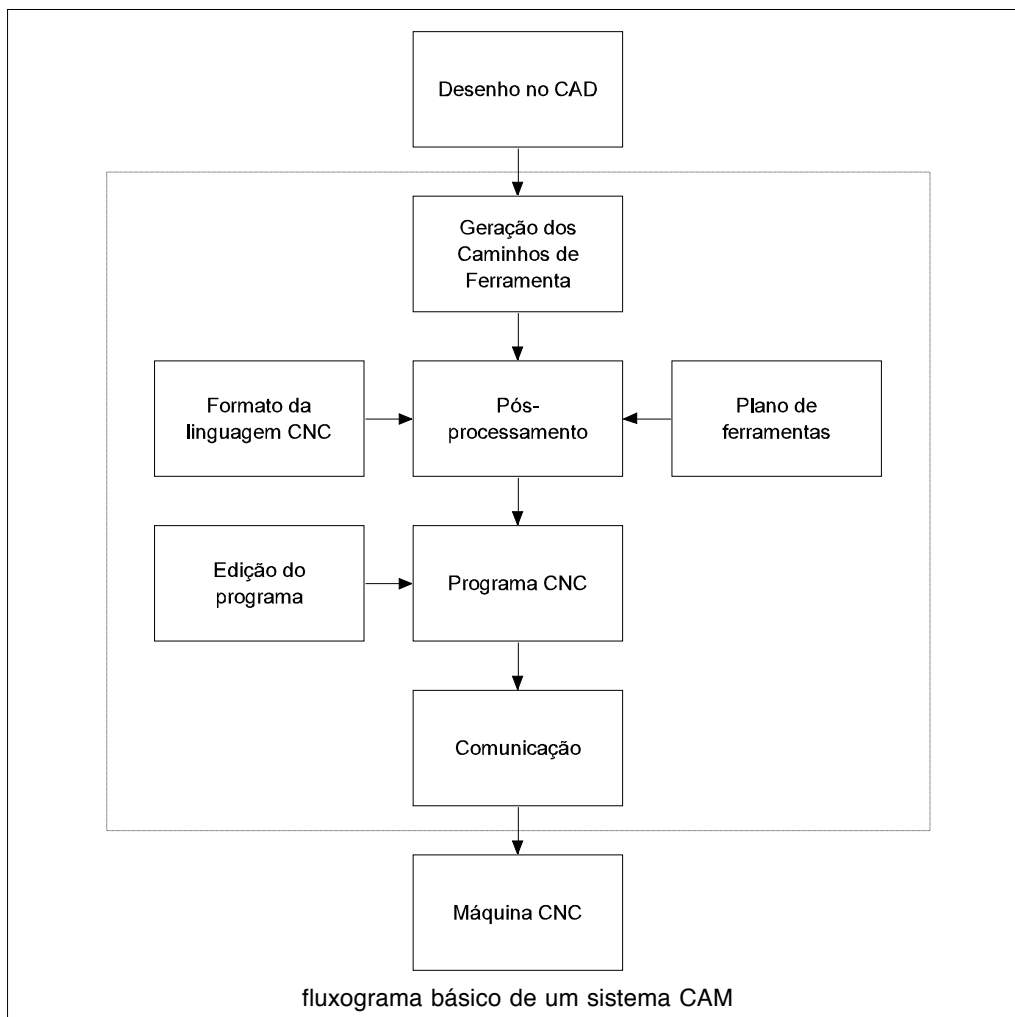 Desenho no CAD
Geração dos
Caminhos de
Ferramenta
Formato da
linguagem CNC
Pós-
processamento
Plano de
ferramentas
Edição do
programa
Programa CNC
Comunicação
Máquina CNC
fluxograma básico de um sistema CAM